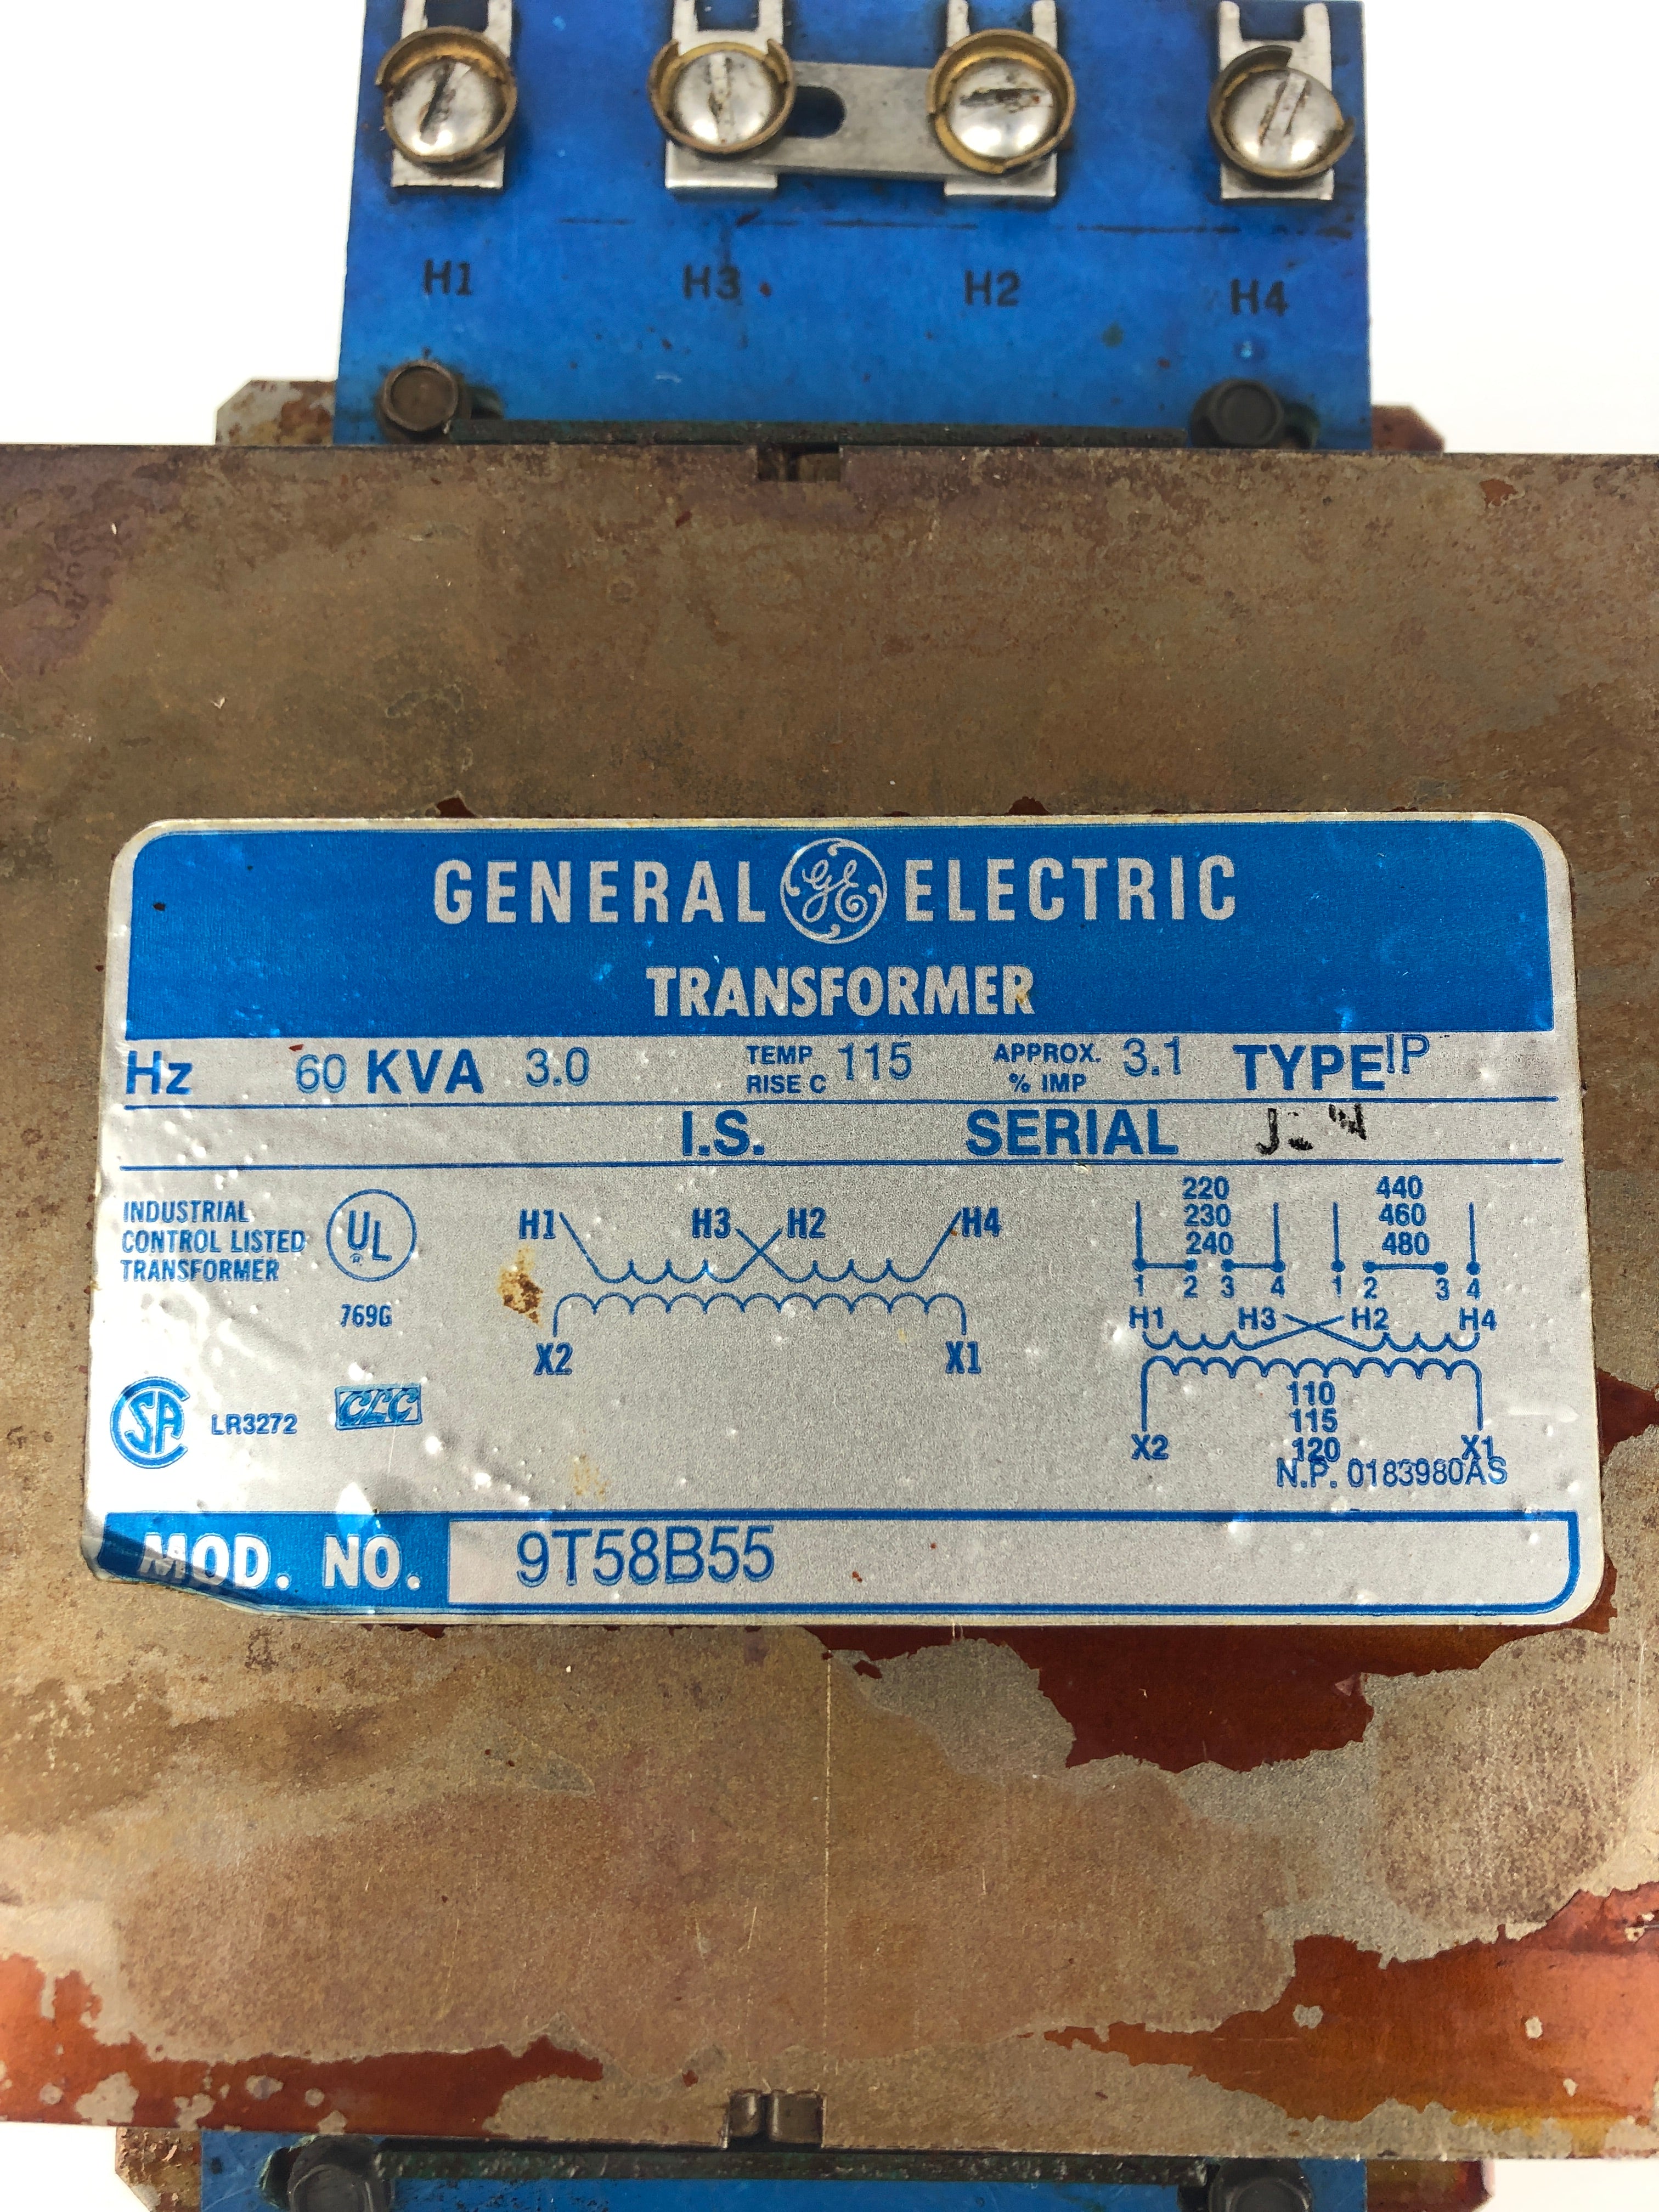 H1 H3 H2 H4
GENERAL GE ELECTRIC
TRANSFORMER
Hz 60 KVA 3.0 TEMP RISE C 115 APPROX. % IMP 3.1 TYPE IP
I.S. SERIAL
INDUSTRIAL
CONTROL LISTED
TRANSFORMER
UL
®
769G
SA LR3272 CLC
H1 H3 H2 H4
X2 X1
220 440
230 460
240 480
1 2 3 4 1 2 3 4
H1 H3 H2 H4
110
115
X2 120 X1
N.P. 0183980AS
MOD. NO. 9T58B55